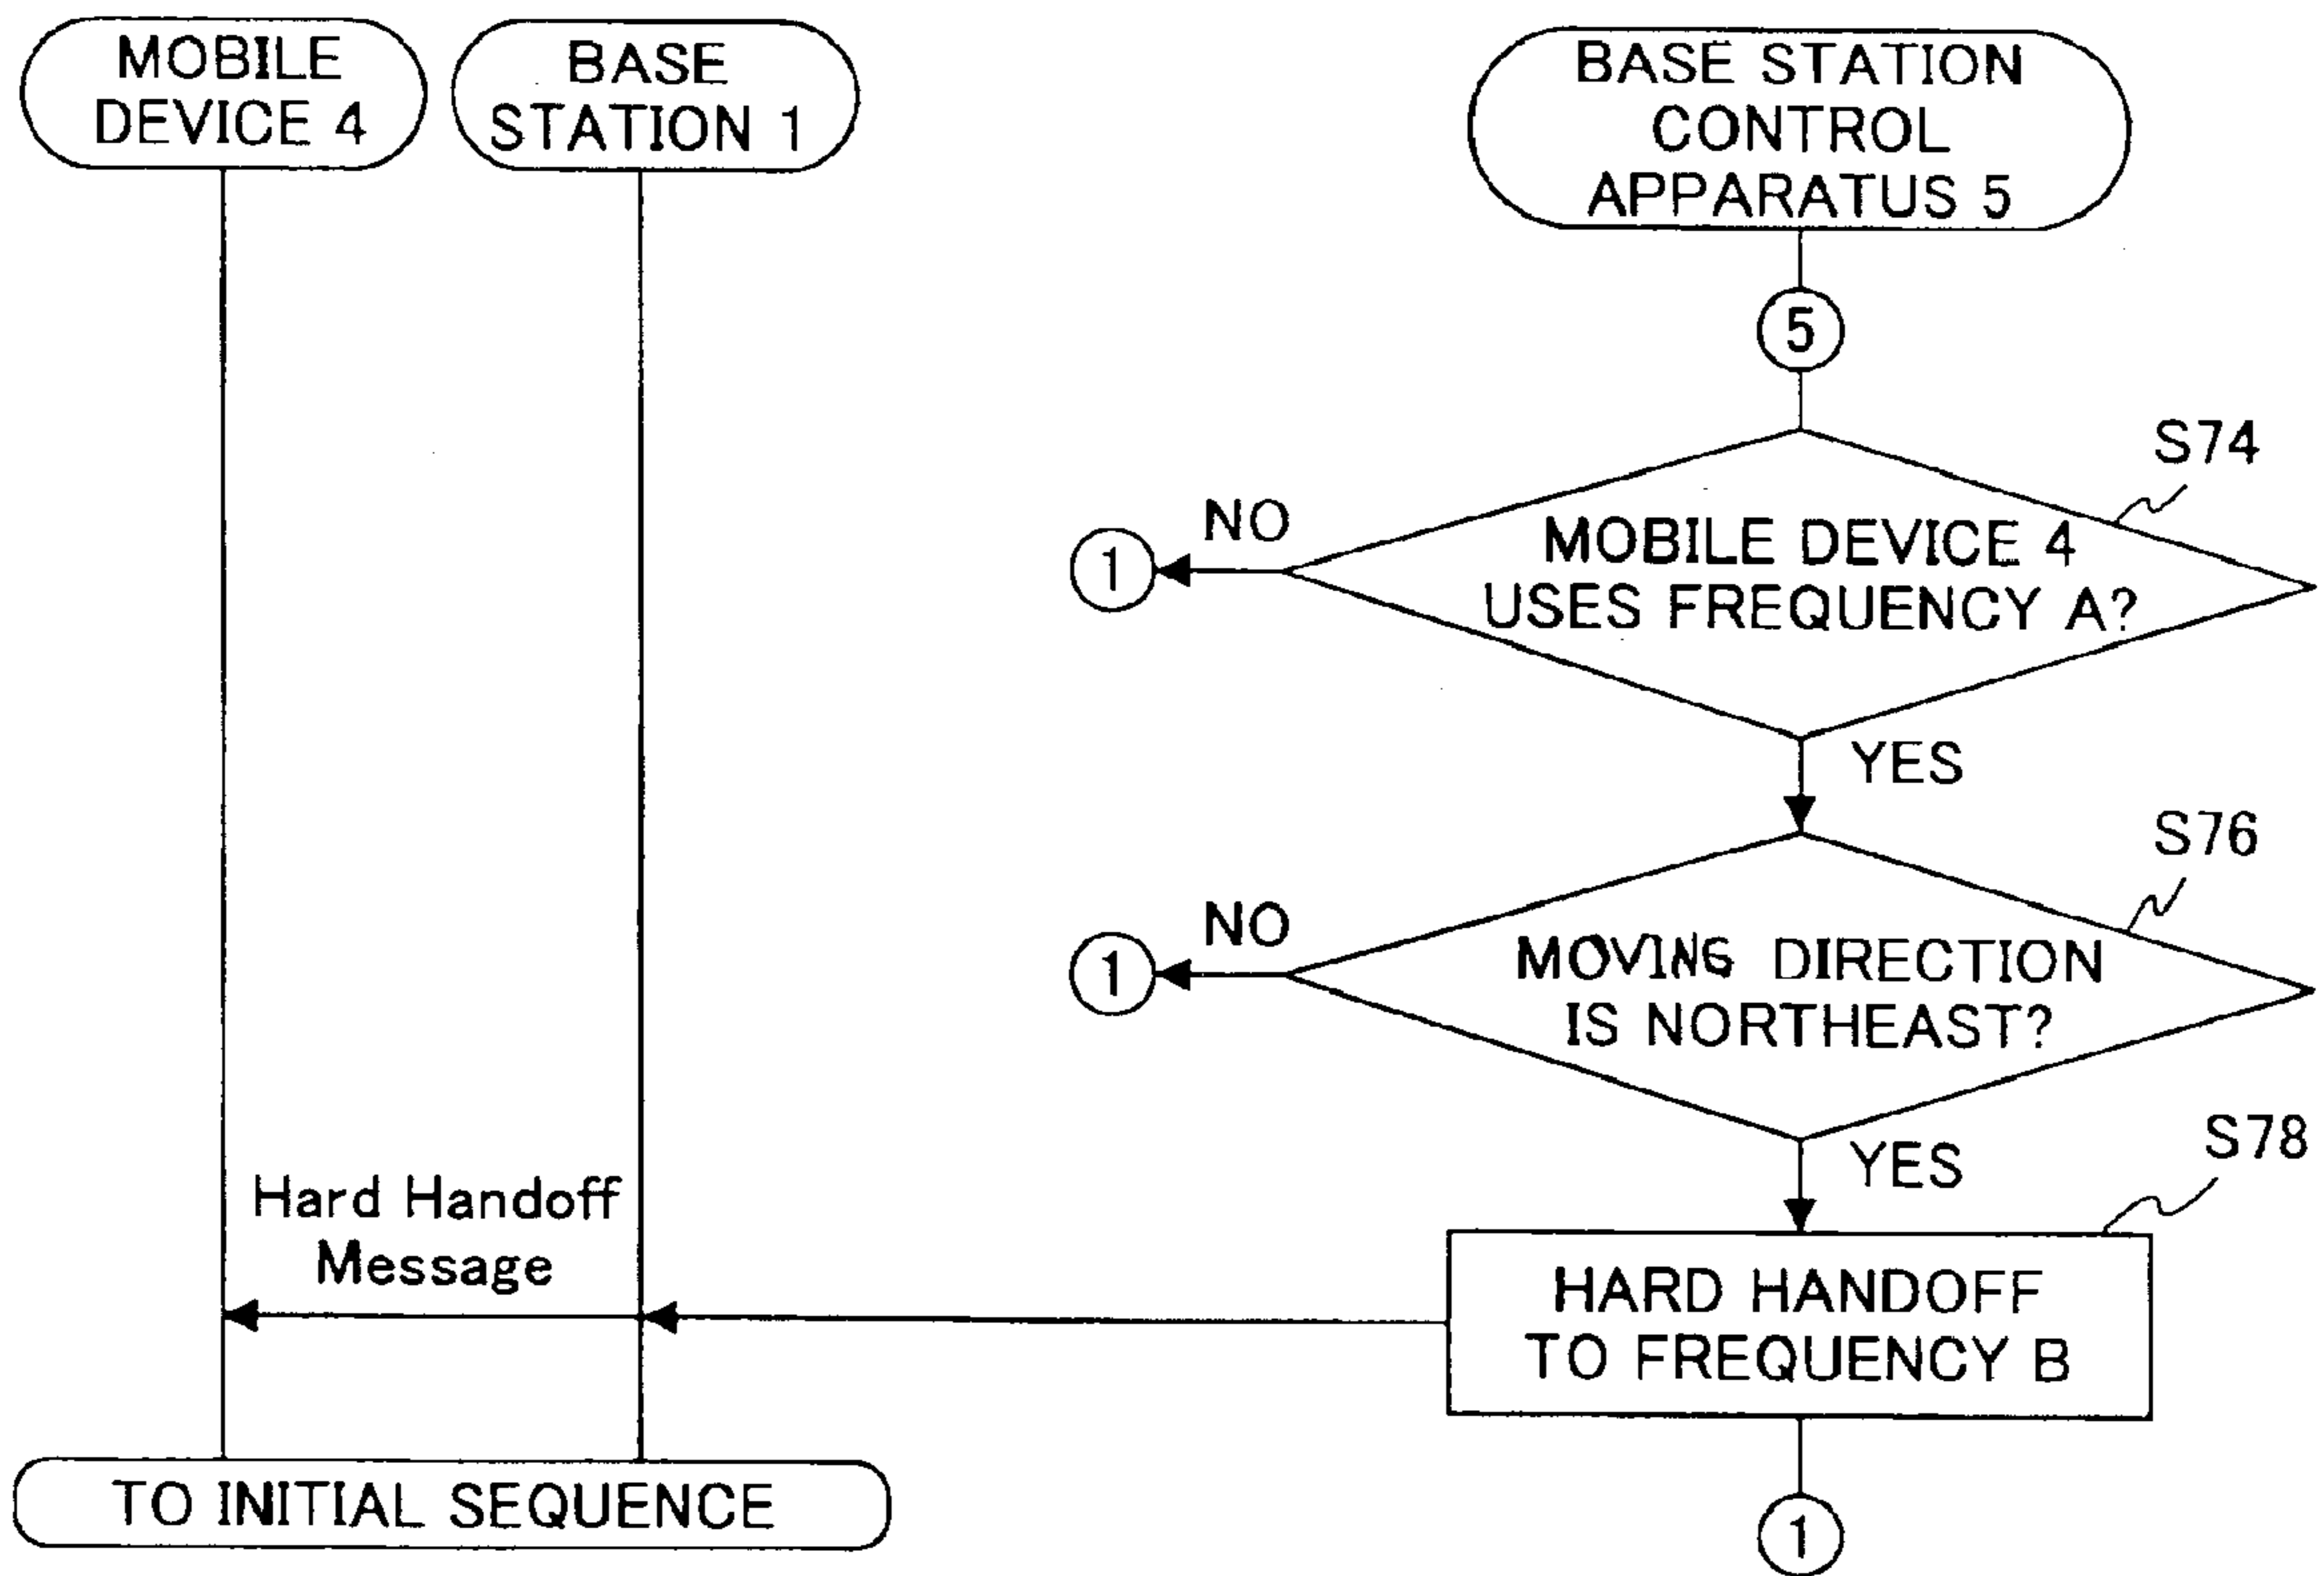 MOBILE
DEVICE 4
BASE
STATION 1
BASE STATION
CONTROL
APPARATUS 5
5
S74
NO
1
MOBILE DEVICE 4
USES FREQUENCY A?
YES
S76
NO
1
MOVING DIRECTION
IS NORTHEAST?
YES
S78
Hard Handoff
Message
HARD HANDOFF
TO FREQUENCY B
TO INITIAL SEQUENCE
1